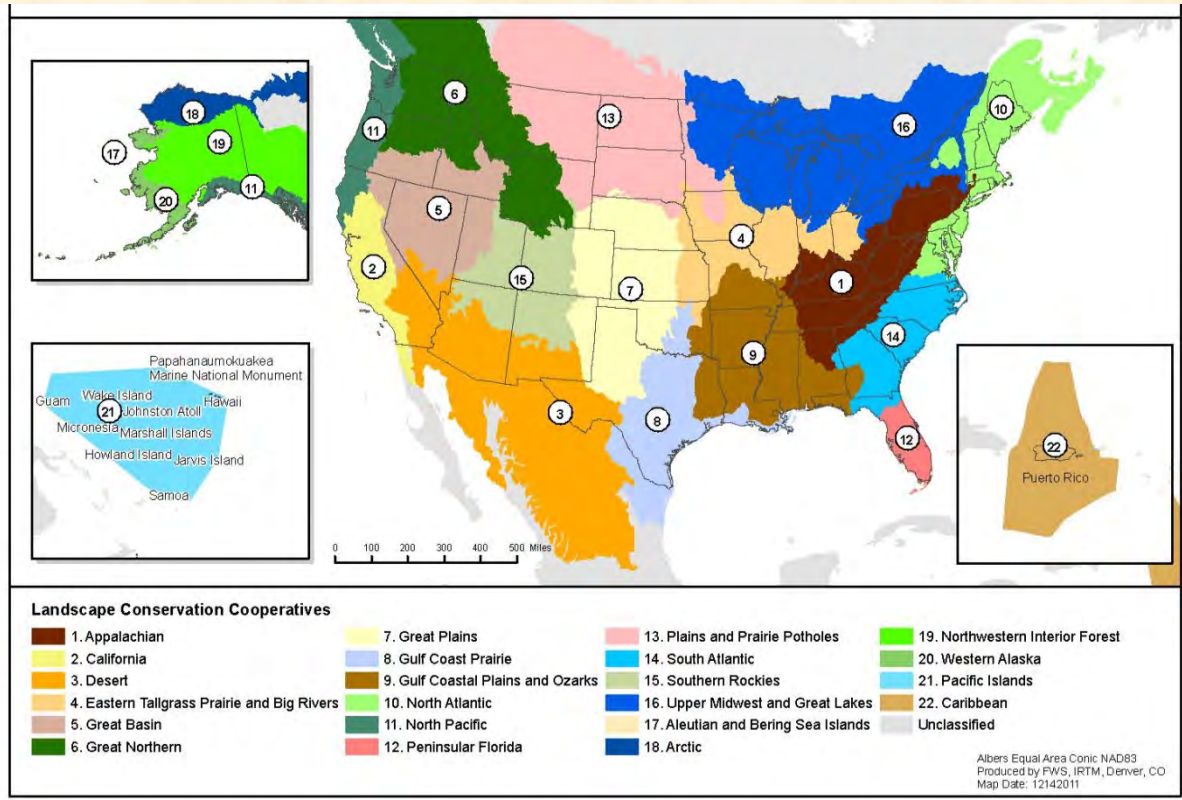 18
19
17
11
20
Papahanaumokuakea
Marine National Monument
Guam
Wake Island
Hawaii
21
Johnston Atoll
Micronesia
Marshall Islands
Howland Island
Jarvis Island
Samoa
6
13
16
10
11
5
4
2
15
7
1
14
9
3
8
12
22
Puerto Rico
0 100 200 300 400 500 Miles
Landscape Conservation Cooperatives
1. Appalachian
2. California
3. Desert
4. Eastern Tallgrass Prairie and Big Rivers
5. Great Basin
6. Great Northern
7. Great Plains
8. Gulf Coast Prairie
9. Gulf Coastal Plains and Ozarks
10. North Atlantic
11. North Pacific
12. Peninsular Florida
13. Plains and Prairie Potholes
14. South Atlantic
15. Southern Rockies
16. Upper Midwest and Great Lakes
17. Aleutian and Bering Sea Islands
18. Arctic
19. Northwestern Interior Forest
20. Western Alaska
21. Pacific Islands
22. Caribbean
Unclassified
Albers Equal Area Conic NAD83
Produced by FWS, IRTM, Denver, CO
Map Date: 12142011